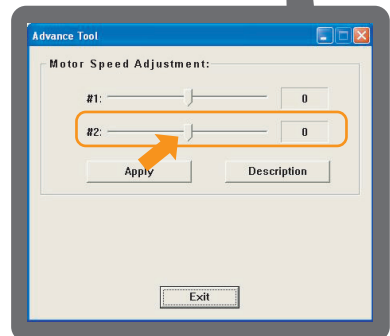 Advance Tool
Motor Speed Adjustment:
#1: 0
#2: 0
Apply Description
Exit